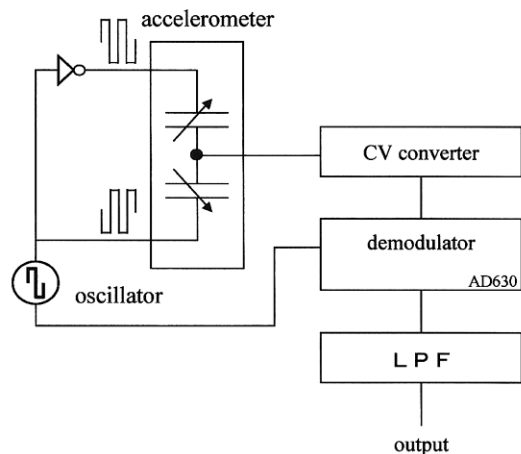 accelerometer
CV converter
demodulator
AD630
oscillator
LPF
output